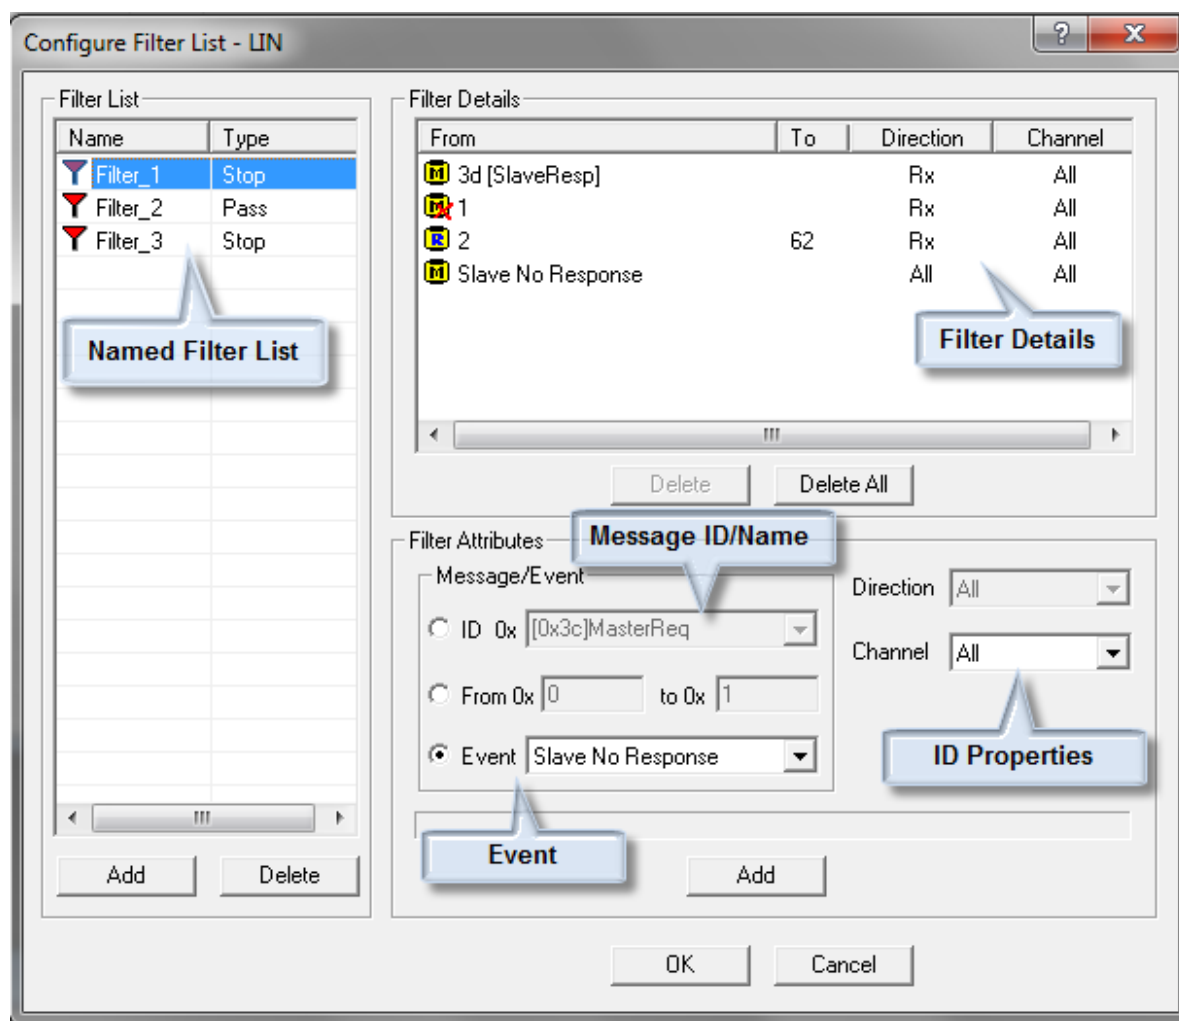 Configure Filter List - LIN
Filter List
Name Type
Filter_1 Stop
Filter_2 Pass
Filter_3 Stop
Named Filter List
Add Delete
Filter Details
From To Direction Channel
M 3d [SlaveResp] Rx All
M 1 Rx All
R 2 62 Rx All
M Slave No Response All All
Filter Details
Delete Delete All
Filter Attributes
Message ID/Name
Message/Event
ID 0x [0x3c]MasterReq
From 0x 0 to 0x 1
Event Slave No Response
Event
Direction All
Channel All
ID Properties
Add
OK Cancel